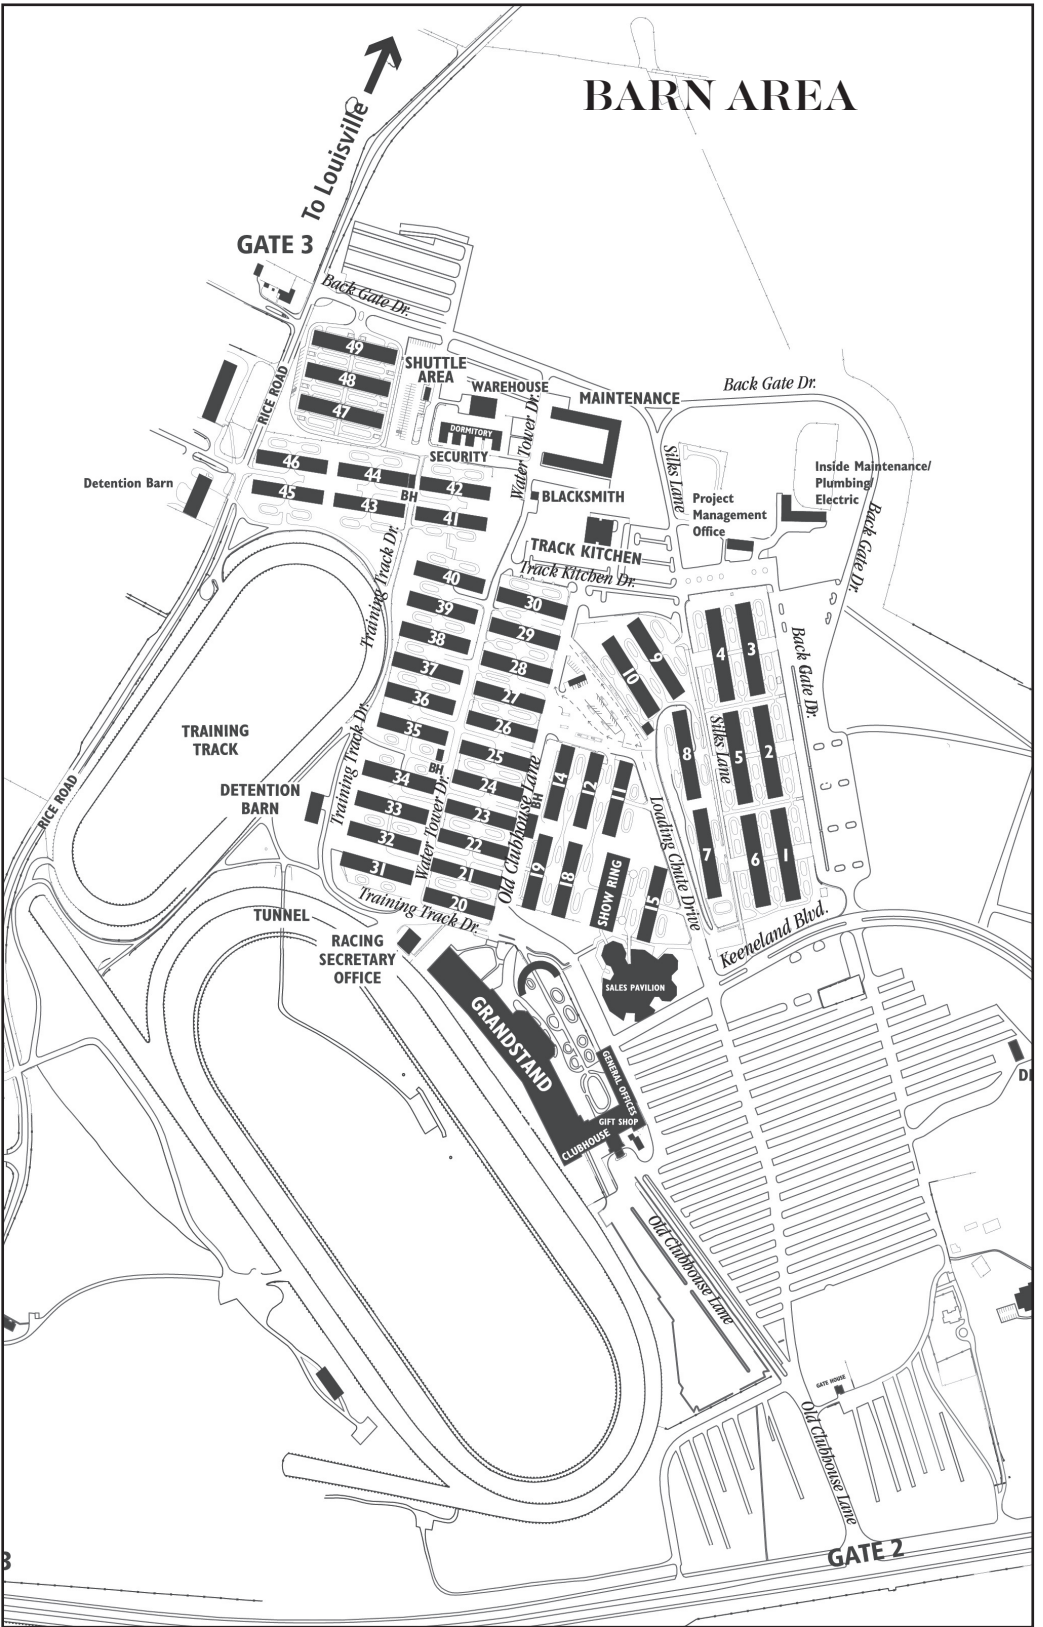 BARN AREA
To Louisville
GATE 3
Back Gate Dr.
49
48
47
SHUTTLE
AREA
WAREHOUSE
MAINTENANCE
Back Gate Dr.
RICE ROAD
DORMITORY
SECURITY
Water Tower Dr.
Silks Lane
46
44
42
45
43
41
BH
Detention Barn
BLACKSMITH
Project
Management
Office
Inside Maintenance/
Plumbing/
Electric
Back Gate Dr.
TRACK KITCHEN
Track Kitchen Dr.
Training Track Dr.
40
39
38
37
36
35
30
29
28
27
26
25
24
23
22
21
20
9
10
4
3
Back Gate Dr.
8
Silks Lane
5
2
TRAINING
TRACK
Training Track Dr.
BH
Water Tower Dr.
34
33
32
31
Old Clubhouse Lane
BH
14
12
11
19
18
SHOW RING
15
Loading Chute Drive
7
6
1
RICE ROAD
DETENTION
BARN
Training Track Dr.
TUNNEL
RACING
SECRETARY
OFFICE
Keeneland Blvd.
SALES PAVILION
GRANDSTAND
GENERAL OFFICES
GIFT SHOP
CLUBHOUSE
Old Clubhouse Lane
GATE HOUSE
Old Clubhouse Lane
GATE 2
3